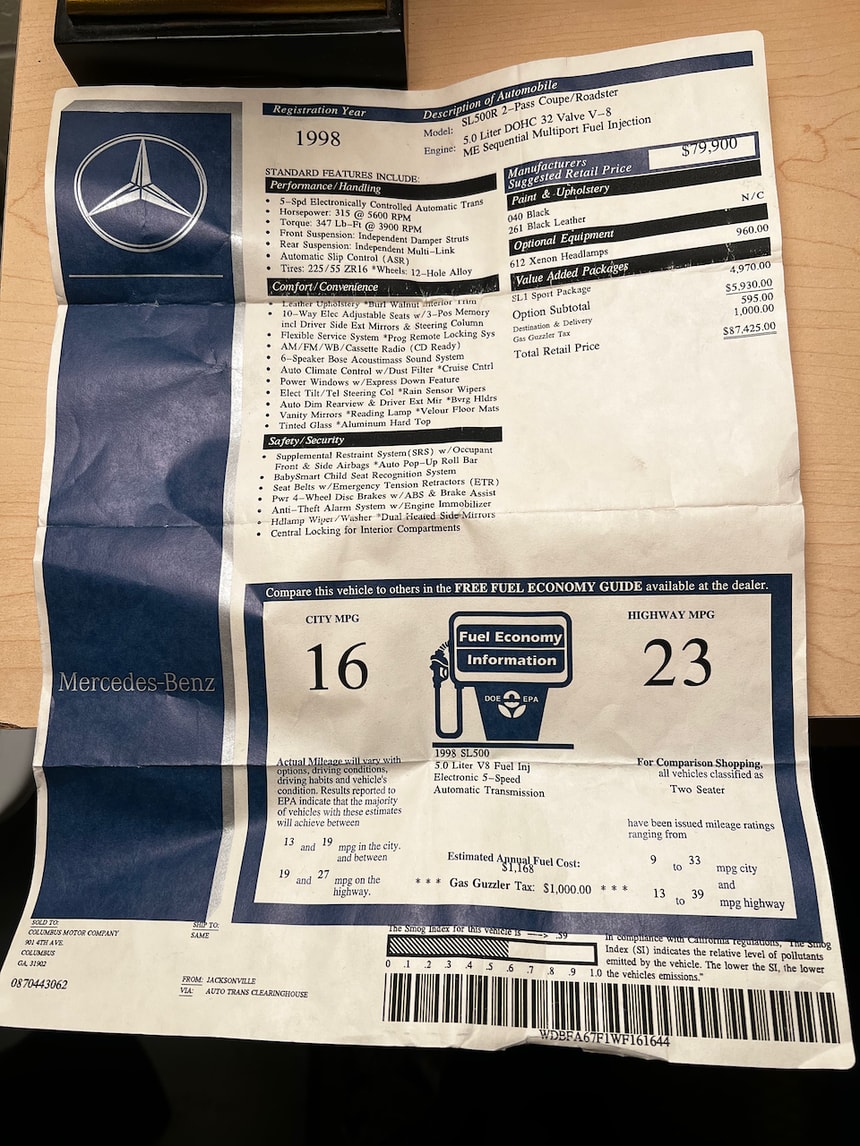 Registration Year
1998
Description of Automobile
Model: SL500R 2-Pass Coupe/Roadster
Engine: 5.0 Liter DOHC 32 Valve V-8
ME Sequential Multiport Fuel Injection
STANDARD FEATURES INCLUDE:
Performance/Handling
• 5-Spd Electronically Controlled Automatic Trans
• Horsepower: 315 @ 5600 RPM
• Torque: 347 Lb-Ft @ 3900 RPM
• Front Suspension: Independent Damper Struts
• Rear Suspension: Independent Multi-Link
• Automatic Slip Control (ASR)
• Tires: 225/55 ZR16 *Wheels: 12-Hole Alloy
Comfort/Convenience
• Leather Upholstery *Burl Walnut Interior Trim
• 10-Way Elec Adjustable Seats w/3-Pos Memory
incl Driver Side Ext Mirrors & Steering Column
• Flexible Service System *Prog Remote Locking Sys
• AM/FM/WB/Cassette Radio (CD Ready)
• 6-Speaker Bose Acoustimass Sound System
• Auto Climate Control w/Dust Filter *Cruise Cntrl
• Power Windows w/Express Down Feature
• Elect Tilt/Tel Steering Col *Rain Sensor Wipers
• Auto Dim Rearview & Driver Ext Mir *Bvrg Hldrs
• Vanity Mirrors *Reading Lamp *Velour Floor Mats
• Tinted Glass *Aluminum Hard Top
Safety/Security
• Supplemental Restraint System(SRS) w/Occupant
Front & Side Airbags *Auto Pop-Up Roll Bar
• BabySmart Child Seat Recognition System
• Seat Belts w/Emergency Tension Retractors (ETR)
• Pwr 4-Wheel Disc Brakes w/ABS & Brake Assist
• Anti-Theft Alarm System w/Engine Immobilizer
• Hdlamp Wiper/Washer *Dual Heated Side Mirrors
• Central Locking for Interior Compartments
Manufacturers
Suggested Retail Price $79,900
Paint & Upholstery
040 Black N/C
261 Black Leather
Optional Equipment
612 Xenon Headlamps 960.00
Value Added Packages
SL1 Sport Package 4,970.00
Option Subtotal $5,930.00
Destination & Delivery 595.00
Gas Guzzler Tax 1,000.00
Total Retail Price $87,425.00
Mercedes-Benz
Compare this vehicle to others in the FREE FUEL ECONOMY GUIDE available at the dealer.
CITY MPG
16
Fuel Economy
Information
DOE EPA
HIGHWAY MPG
23
Actual Mileage will vary with
options, driving conditions,
driving habits and vehicle's
condition. Results reported to
EPA indicate that the majority
of vehicles with these estimates
will achieve between
13 and 19 mpg in the city.
and between
19 and 27 mpg on the
highway.
1998 SL500
5.0 Liter V8 Fuel Inj
Electronic 5-Speed
Automatic Transmission
Estimated Annual Fuel Cost:
$1,168
* * * Gas Guzzler Tax: $1,000.00 * * *
For Comparison Shopping,
all vehicles classified as
Two Seater
have been issued mileage ratings
ranging from
9 to 33 mpg city
and
13 to 39 mpg highway
SOLD TO:
COLUMBUS MOTOR COMPANY
901 4TH AVE.
COLUMBUS
GA, 31902
0870443062
SHIP TO:
SAME
FROM: JACKSONVILLE
VIA: AUTO TRANS CLEARINGHOUSE
The Smog Index for this vehicle is ----> .59
0 .1 .2 .3 .4 .5 .6 .7 .8 .9 1.0
In compliance with California regulations, "The Smog
Index (SI) indicates the relative level of pollutants
emitted by the vehicle. The lower the SI, the lower
the vehicles emissions."
WDBFA67F1WF161644